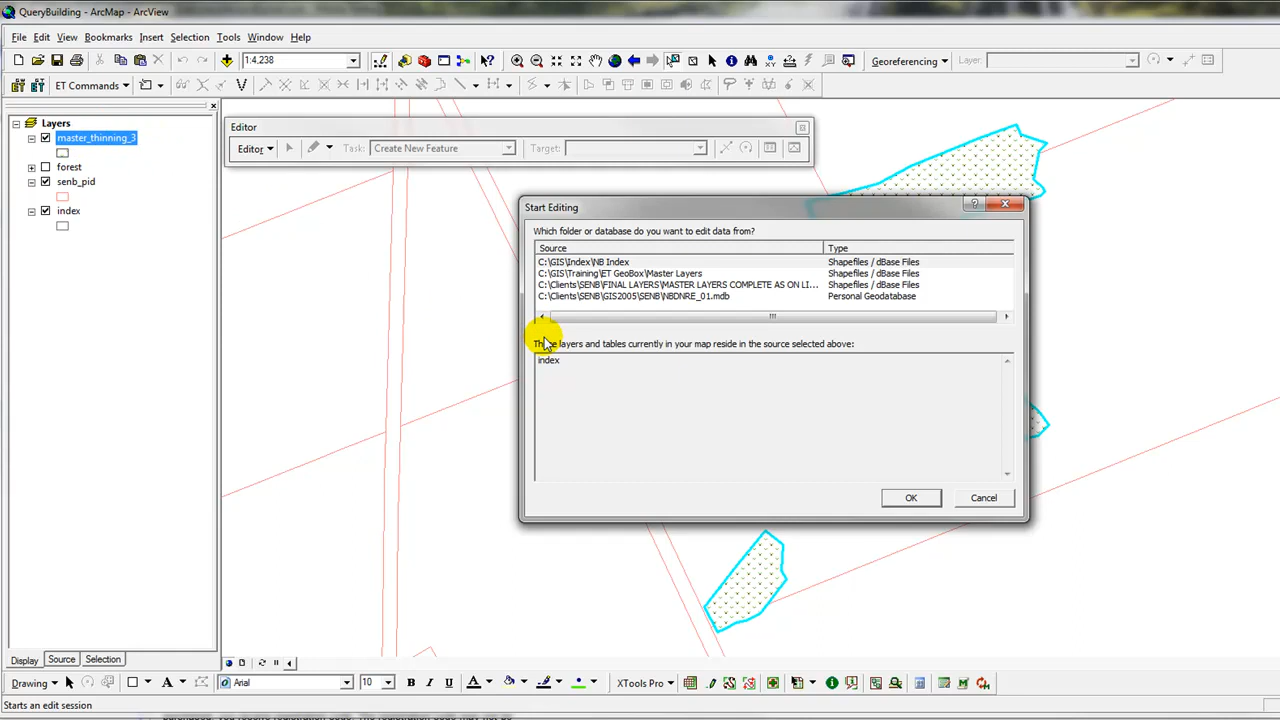 QueryBuilding - ArcMap - ArcView
File Edit View Bookmarks Insert Selection Tools Window Help
1:4,238
Georeferencing
Layer:
ET Commands
Layers
master_thinning_3
forest
senb_pid
index
Editor
Editor
Task: Create New Feature
Target:
Start Editing
Which folder or database do you want to edit data from?
Source Type
C:\GIS\Index\NB Index Shapefiles / dBase Files
C:\GIS\Training\ET GeoBox\Master Layers Shapefiles / dBase Files
C:\Clients\SENB\FINAL LAYERS\MASTER LAYERS COMPLETE AS ON LI... Shapefiles / dBase Files
C:\Clients\SENB\GIS2005\SENB\NBDNRE_01.mdb Personal Geodatabase
These layers and tables currently in your map reside in the source selected above:
index
OK Cancel
Display Source Selection
Drawing
A
Arial
10
B I U A
XTools Pro
Starts an edit session